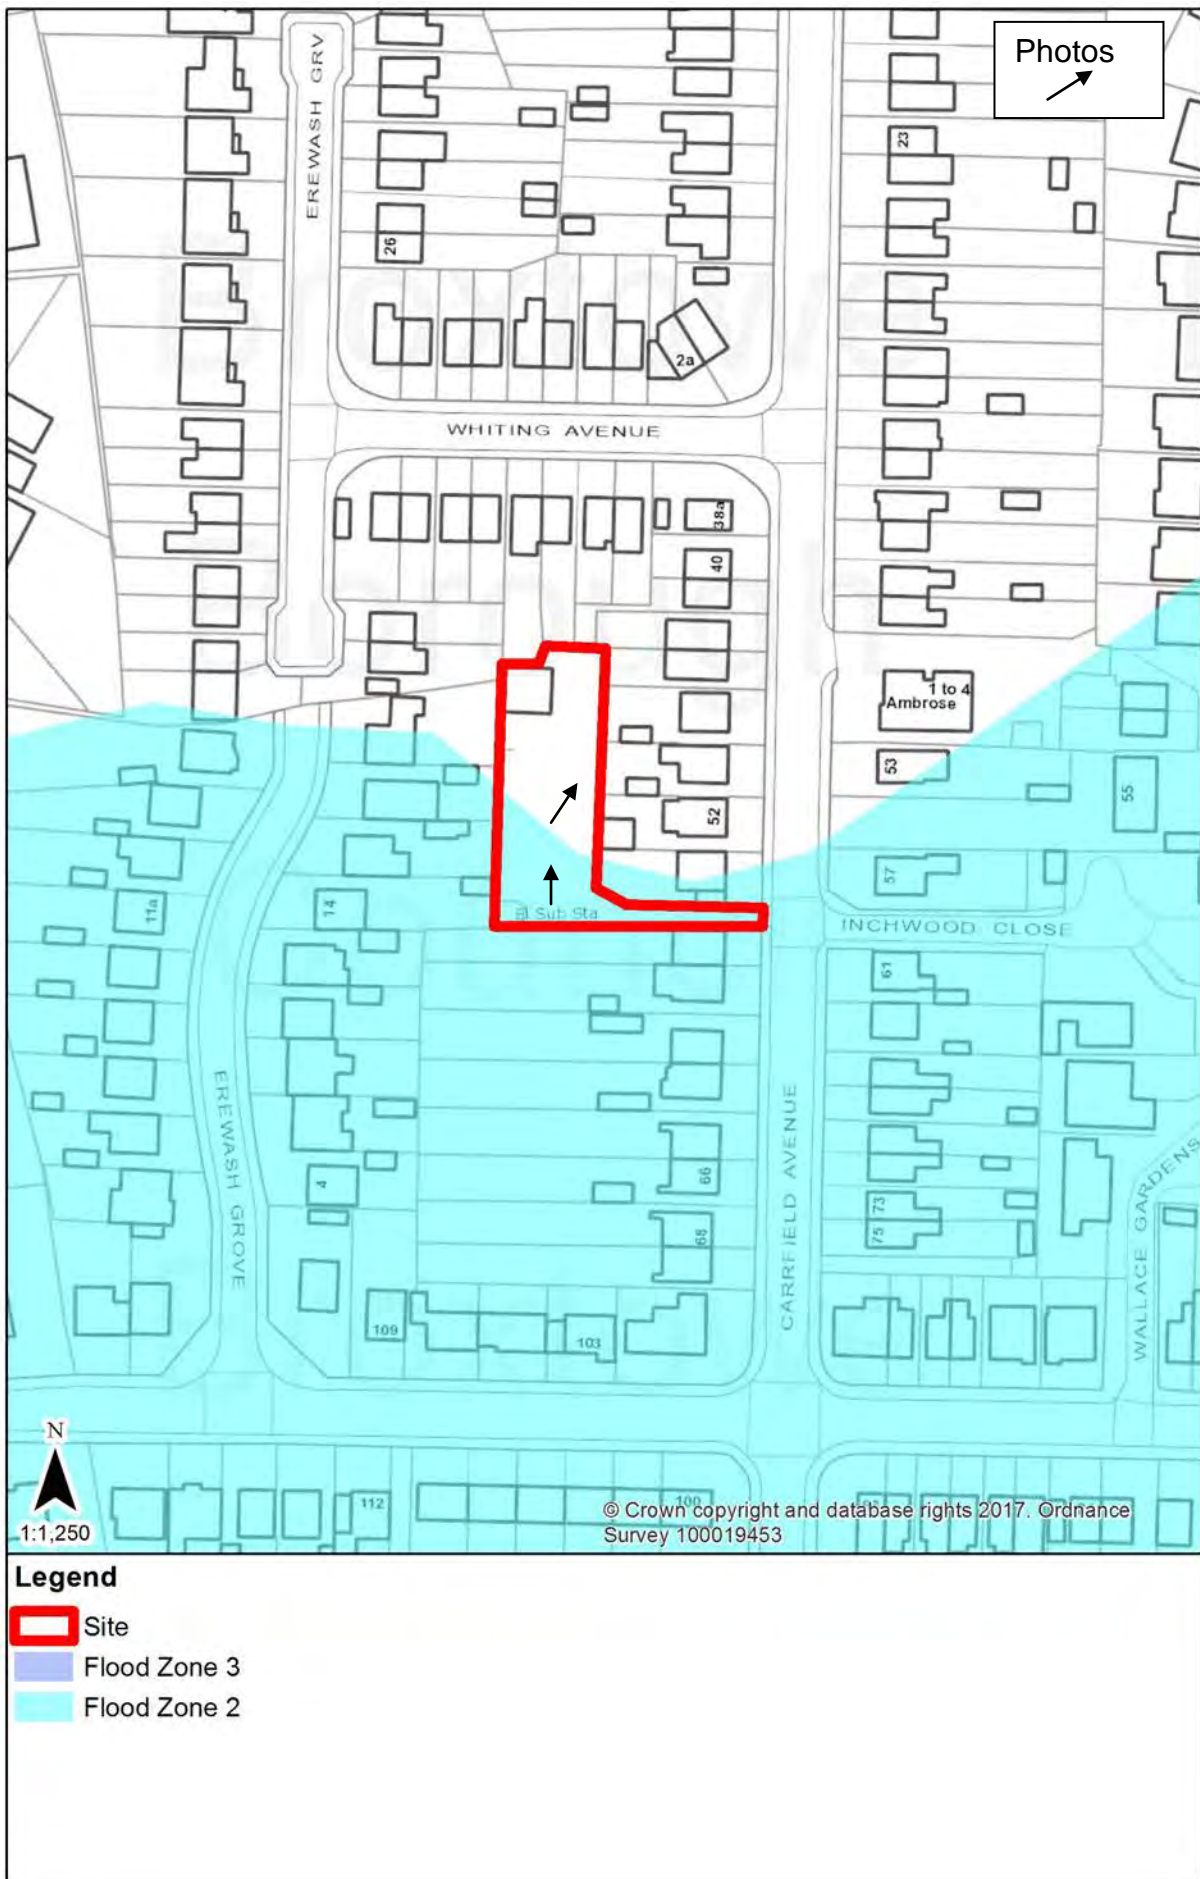 Photos
EREWASH GRV
23
26
2a
WHITING AVENUE
38a
40
1 to 4
Ambrose
53
55
52
57
El Sub Sta
14
11a
INCHWOOD CLOSE
61
EREWASH GROVE
CARRFIELD AVENUE
WALLACE GARDENS
4
66
73
68
75
109
103
N
112
100
1:1,250
© Crown copyright and database rights 2017. Ordnance
Survey 100019453
Legend
Site
Flood Zone 3
Flood Zone 2